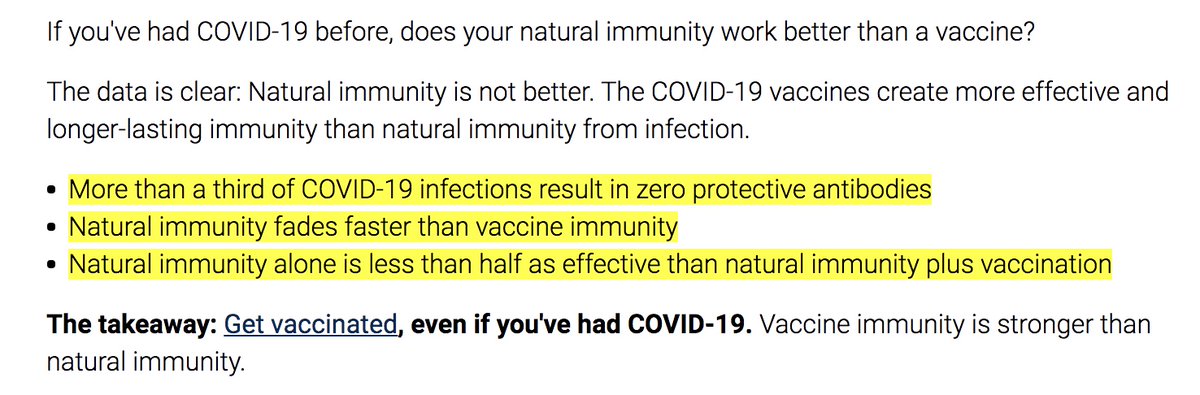 If you've had COVID-19 before, does your natural immunity work better than a vaccine?
The data is clear: Natural immunity is not better. The COVID-19 vaccines create more effective and
longer-lasting immunity than natural immunity from infection.
• More than a third of COVID-19 infections result in zero protective antibodies
• Natural immunity fades faster than vaccine immunity
• Natural immunity alone is less than half as effective than natural immunity plus vaccination
The takeaway: Get vaccinated, even if you've had COVID-19. Vaccine immunity is stronger than
natural immunity.